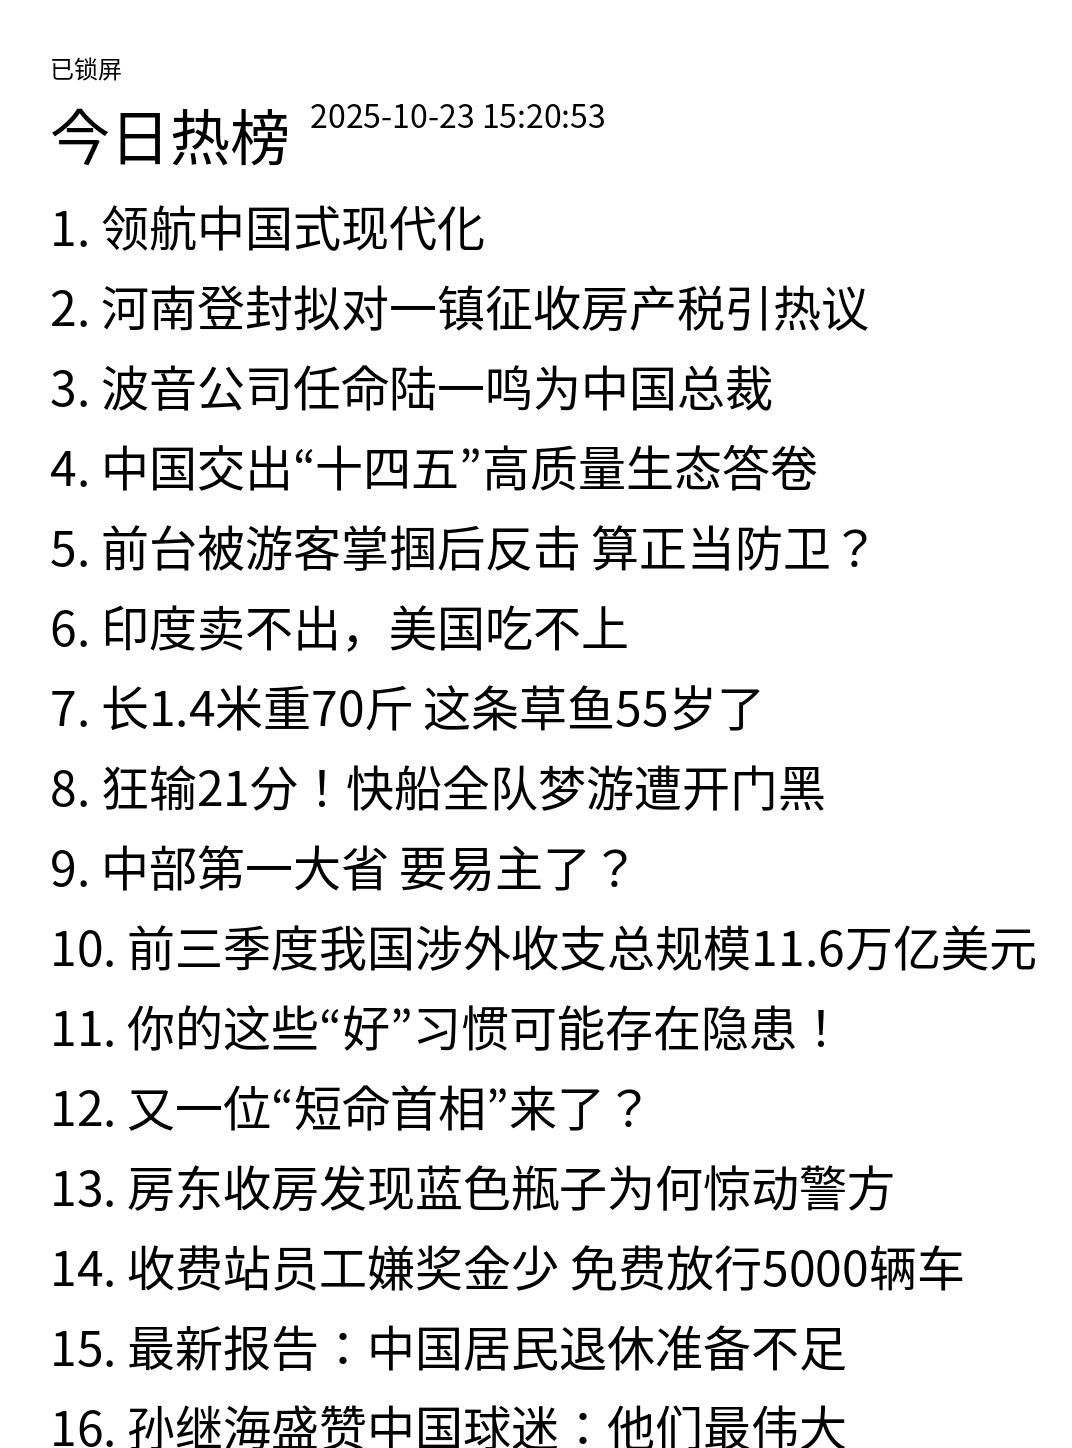 已锁屏
今日热榜 2025-10-23 15:20:53
1. 领航中国式现代化
2. 河南登封拟对一镇征收房产税引热议
3. 波音公司任命陆一鸣为中国总裁
4. 中国交出“十四五”高质量生态答卷
5. 前台被游客掌掴后反击 算正当防卫？
6. 印度卖不出，美国吃不上
7. 长1.4米重70斤 这条草鱼55岁了
8. 狂输21分！快船全队梦游遭开门黑
9. 中部第一大省 要易主了？
10. 前三季度我国涉外收支总规模11.6万亿美元
11. 你的这些“好”习惯可能存在隐患！
12. 又一位“短命首相”来了？
13. 房东收房发现蓝色瓶子为何惊动警方
14. 收费站员工嫌奖金少 免费放行5000辆车
15. 最新报告：中国居民退休准备不足
16. 孙继海盛赞中国球迷：他们最伟大